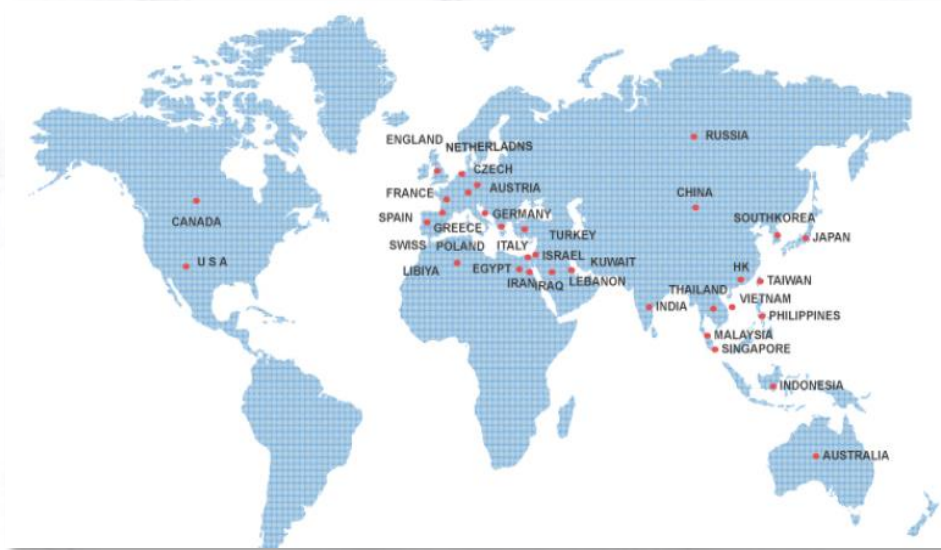 ENGLAND
NETHERLADNS
RUSSIA
CZECH
FRANCE
AUSTRIA
CHINA
CANADA
SPAIN
GREECE
GERMANY
SOUTHKOREA
TURKEY
JAPAN
SWISS
POLAND
ITALY
ISRAEL
U S A
LIBIYA
EGYPT
KUWAIT
HK
IRAN
IRAQ
LEBANON
TAIWAN
THAILAND
VIETNAM
INDIA
PHILIPPINES
MALAYSIA
SINGAPORE
INDONESIA
AUSTRALIA